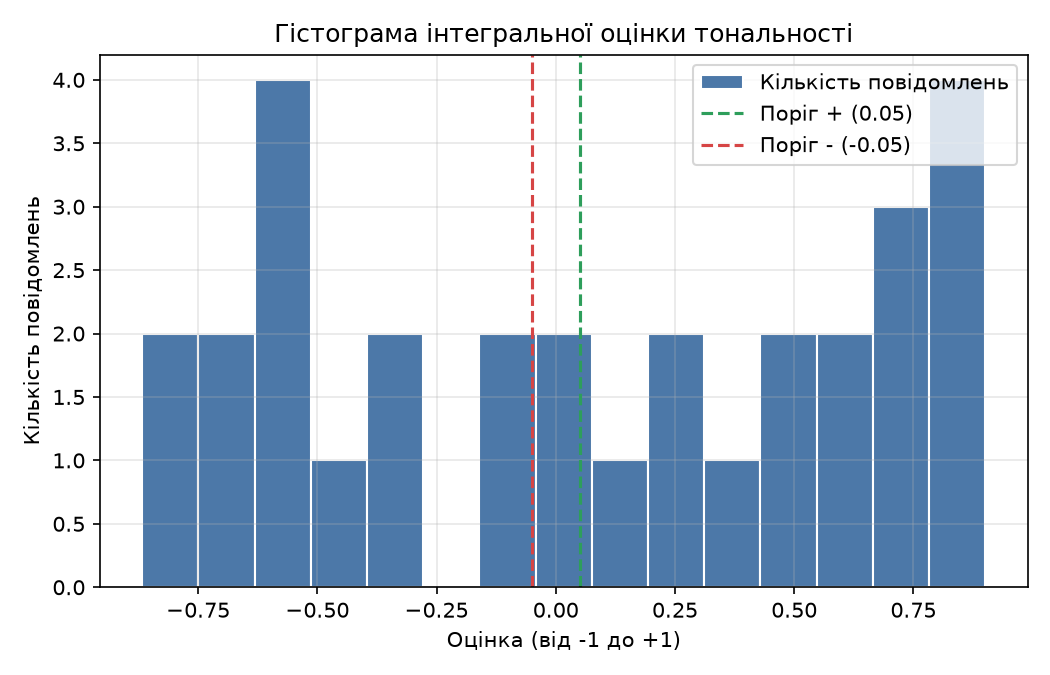 Гістограма інтегральної оцінки тональності
Кількість повідомлень
Поріг + (0.05)
Поріг - (-0.05)
Кількість повідомлень
4.0
3.5
3.0
2.5
2.0
1.5
1.0
0.5
0.0
−0.75 −0.50 −0.25 0.00 0.25 0.50 0.75
Оцінка (від -1 до +1)